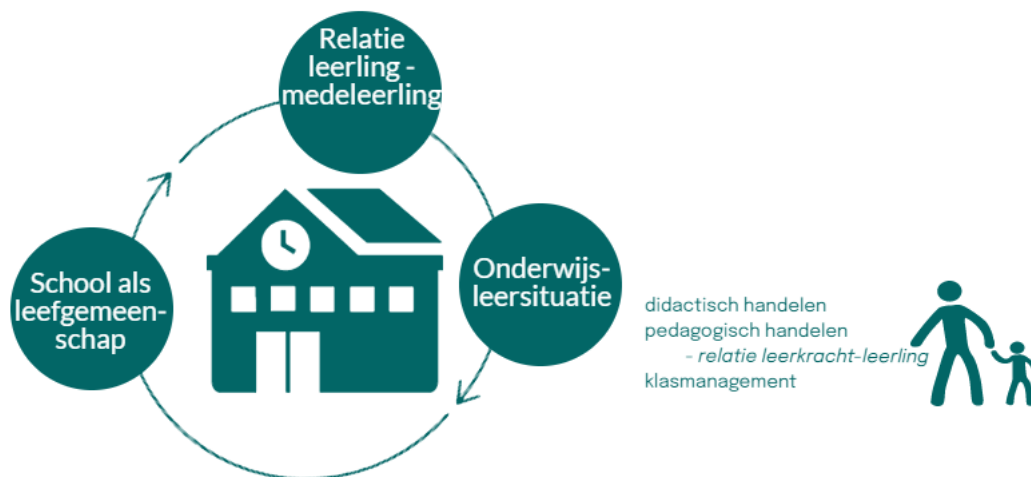 Relatie
leerling -
medeleerling
School als
leefgemeen-
schap
Onderwijs-
leersituatie
didactisch handelen
pedagogisch handelen
- relatie leerkracht-leerling
klasmanagement